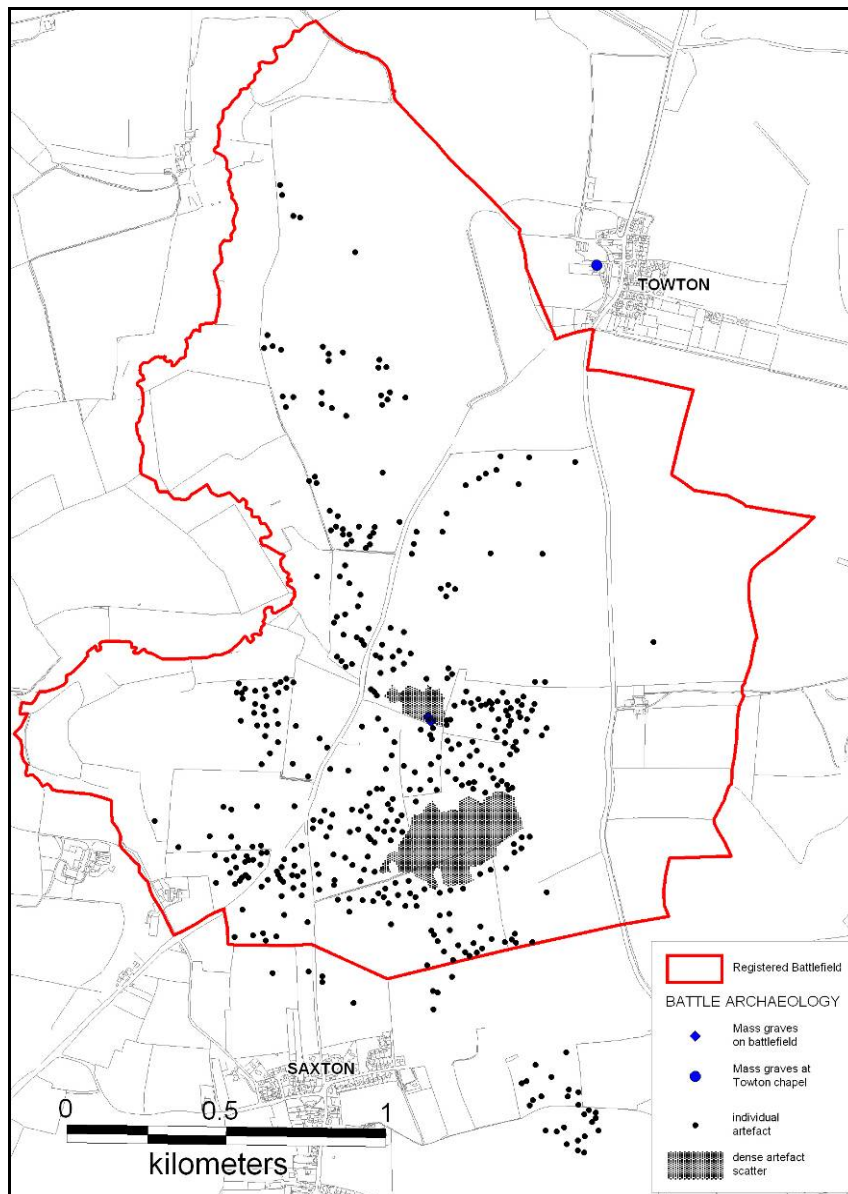 TOWTON
SAXTON
0 0.5 1
kilometers
Registered Battlefield
BATTLE ARCHAEOLOGY
Mass graves
on battlefield
Mass graves at
Towton chapel
individual
artefact
dense artefact
scatter